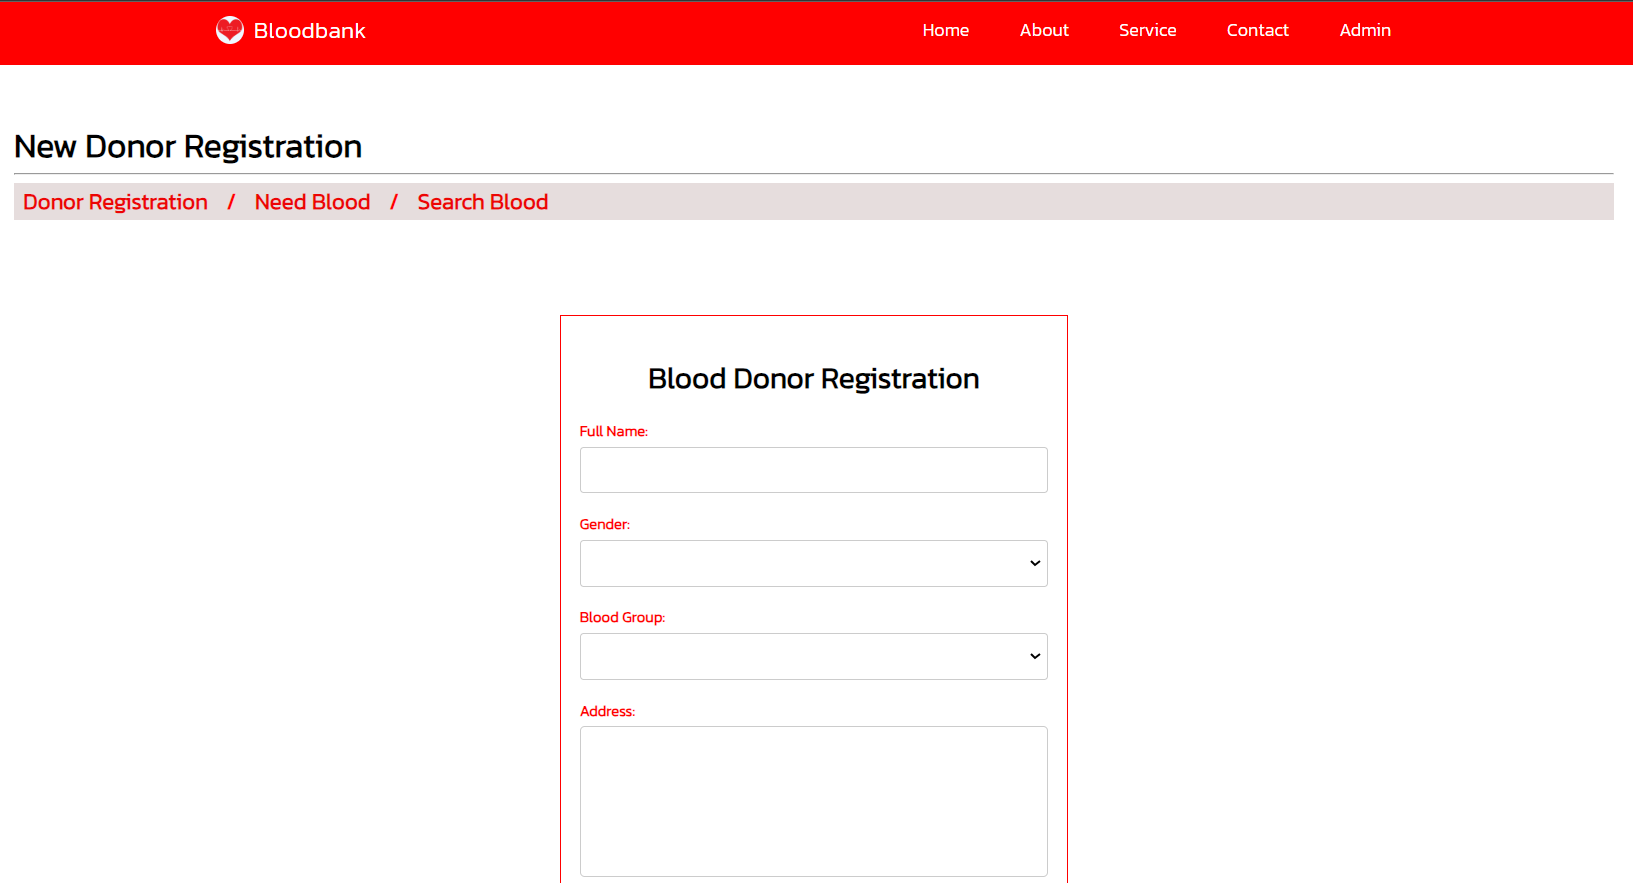 Bloodbank Home About Service Contact Admin
New Donor Registration
Donor Registration / Need Blood / Search Blood
Blood Donor Registration
Full Name:
Gender:
Blood Group:
Address: